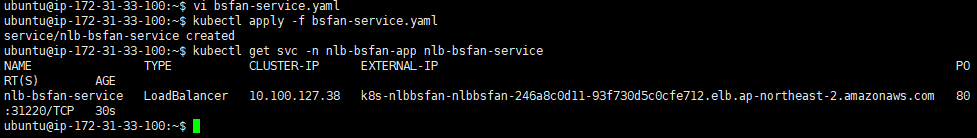 ubuntu@ip-172-31-33-100:~$ vi bsfan-service.yaml
ubuntu@ip-172-31-33-100:~$ kubectl apply -f bsfan-service.yaml
service/nlb-bsfan-service created
ubuntu@ip-172-31-33-100:~$ kubectl get svc -n nlb-bsfan-app nlb-bsfan-service
NAME                TYPE           CLUSTER-IP      EXTERNAL-IP                                                                          PO
RT(S)        AGE
nlb-bsfan-service   LoadBalancer   10.100.127.38   k8s-nlbbsfan-nlbbsfan-246a8c0d11-93f730d5c0cfe712.elb.ap-northeast-2.amazonaws.com   80
:31220/TCP   30s
ubuntu@ip-172-31-33-100:~$